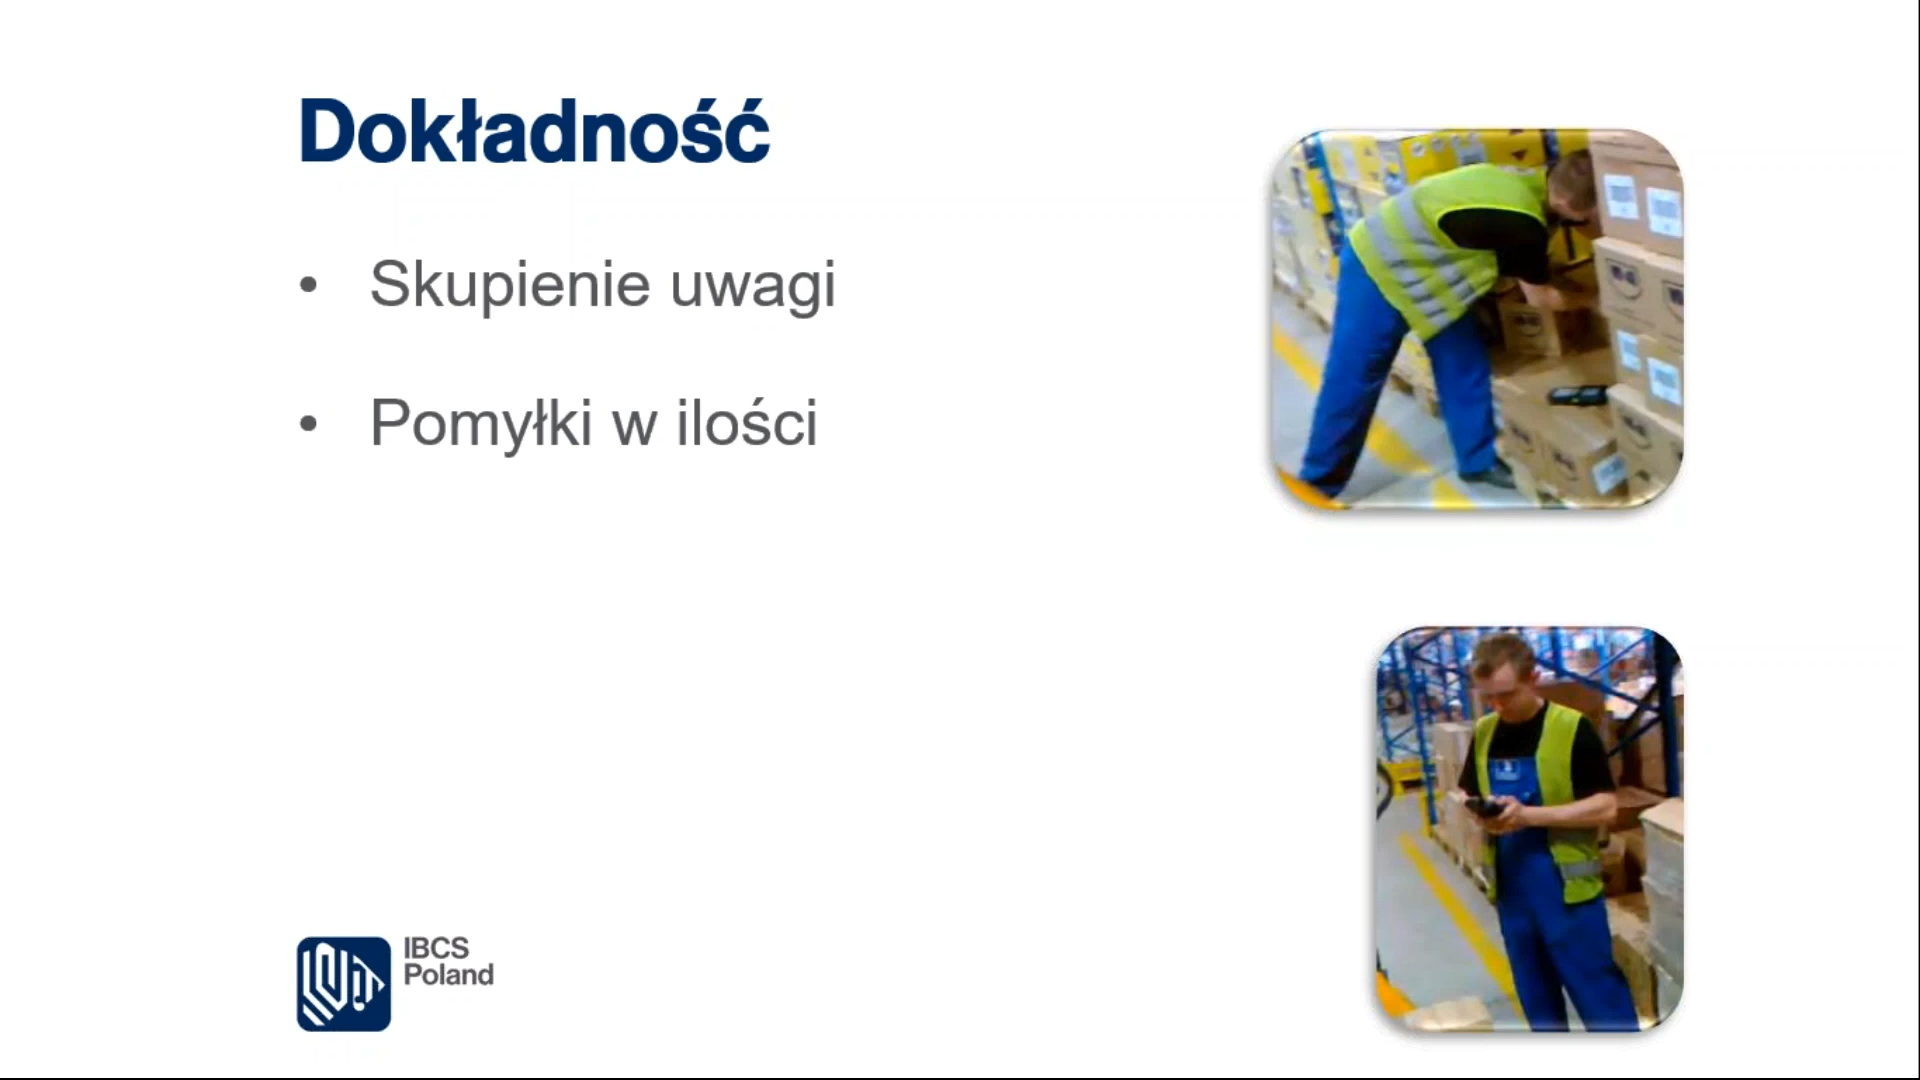 Dokładność
• Skupienie uwagi
• Pomyłki w ilości
IBCS
Poland